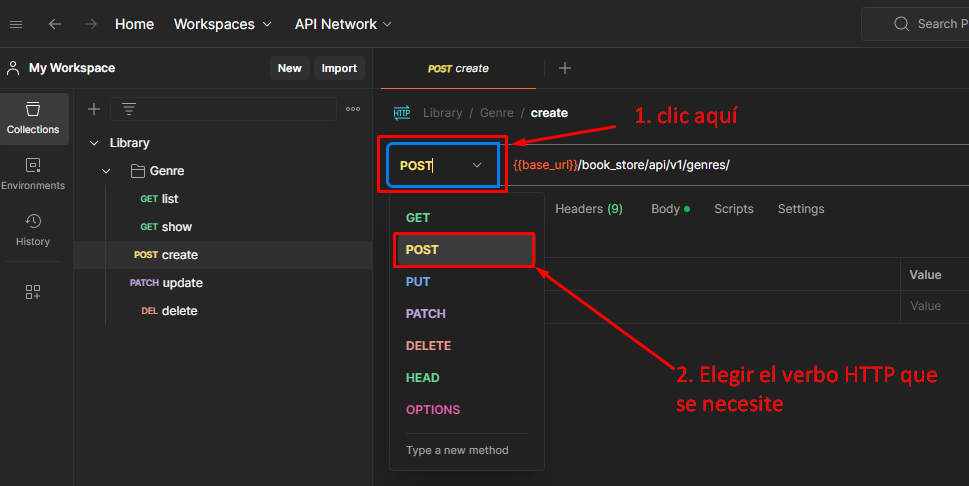 Home Workspaces API Network Search P
My Workspace New Import POST create
Collections
Environments
History
Library
Genre
GET list
GET show
POST create
PATCH update
DEL delete
HTTP Library / Genre / create
1. clic aquí
POST {{base_url}}/book_store/api/v1/genres/
Headers (9) Body Scripts Settings
GET
POST
PUT
PATCH
DELETE
HEAD
OPTIONS
Type a new method
Value
Value
2. Elegir el verbo HTTP que
se necesite